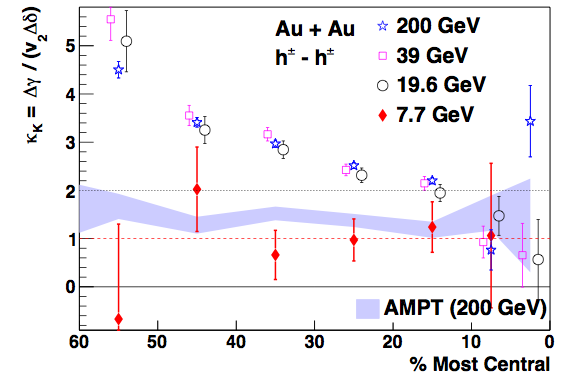 κK = Δγ / (v2Δδ)
Au + Au
h± - h±
200 GeV
39 GeV
19.6 GeV
7.7 GeV
5
4
3
2
1
0
AMPT (200 GeV)
60 50 40 30 20 10 0
% Most Central